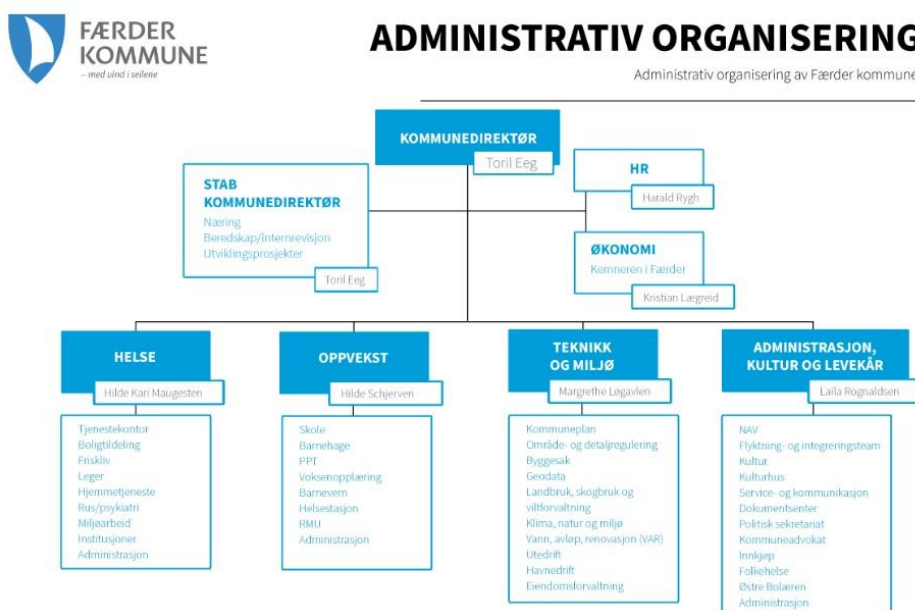 FÆRDER
KOMMUNE
– med vind i seilene
ADMINISTRATIV ORGANISERING
Administrativ organisering av Færder kommune
KOMMUNEDIREKTØR
Toril Eeg
STAB
KOMMUNEDIREKTØR
Næring
Beredskap/internrevisjon
Utviklingsprosjekter
Toril Eeg
HR
Harald Rygh
ØKONOMI
Kemneren i Færder
Kristian Lægreid
HELSE
Hilde Kari Maugesten
Tjenestekontor
Boligtildeling
Friskliv
Leger
Hjemmetjeneste
Rus/psykiatri
Miljøarbeid
Institusjoner
Administrasjon
OPPVEKST
Hilde Schjerven
Skole
Barnehage
PPT
Voksenopplæring
Barnevern
Helsestasjon
RMU
Administrasjon
TEKNIKK
OG MILJØ
Margrethe Løgavlen
Kommuneplan
Område- og detaljregulering
Byggesak
Geodata
Landbruk, skogbruk og
viltforvaltning
Klima, natur og miljø
Vann, avløp, renovasjon (VAR)
Utedrift
Havnedrift
Eiendomsforvaltning
ADMINISTRASJON,
KULTUR OG LEVEKÅR
Laila Rognaldsen
NAV
Flyktning- og integreringsteam
Kultur
Kulturhus
Service- og kommunikasjon
Dokumentsenter
Politisk sekretariat
Kommuneadvokat
Innkjøp
Folkehelse
Østre Bolæren
Administrasjon